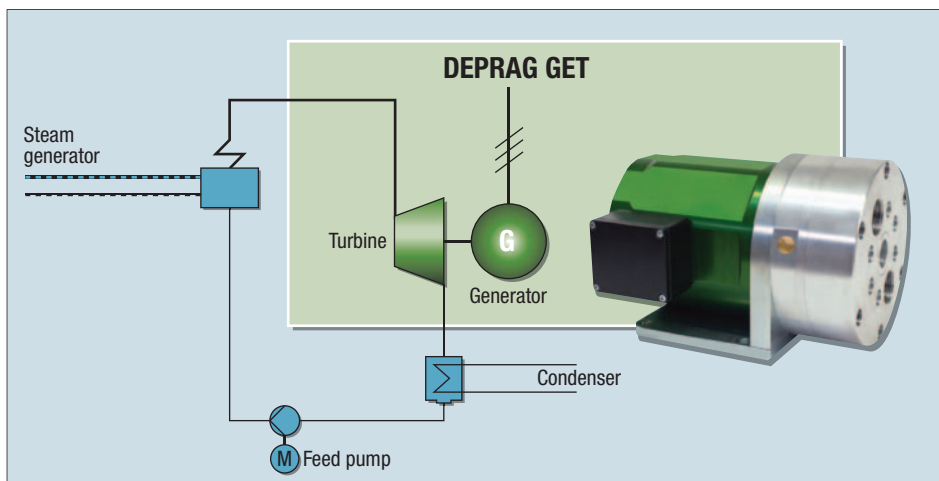 DEPRAG GET
Steam
generator
Turbine
G
Generator
Condenser
M
Feed pump